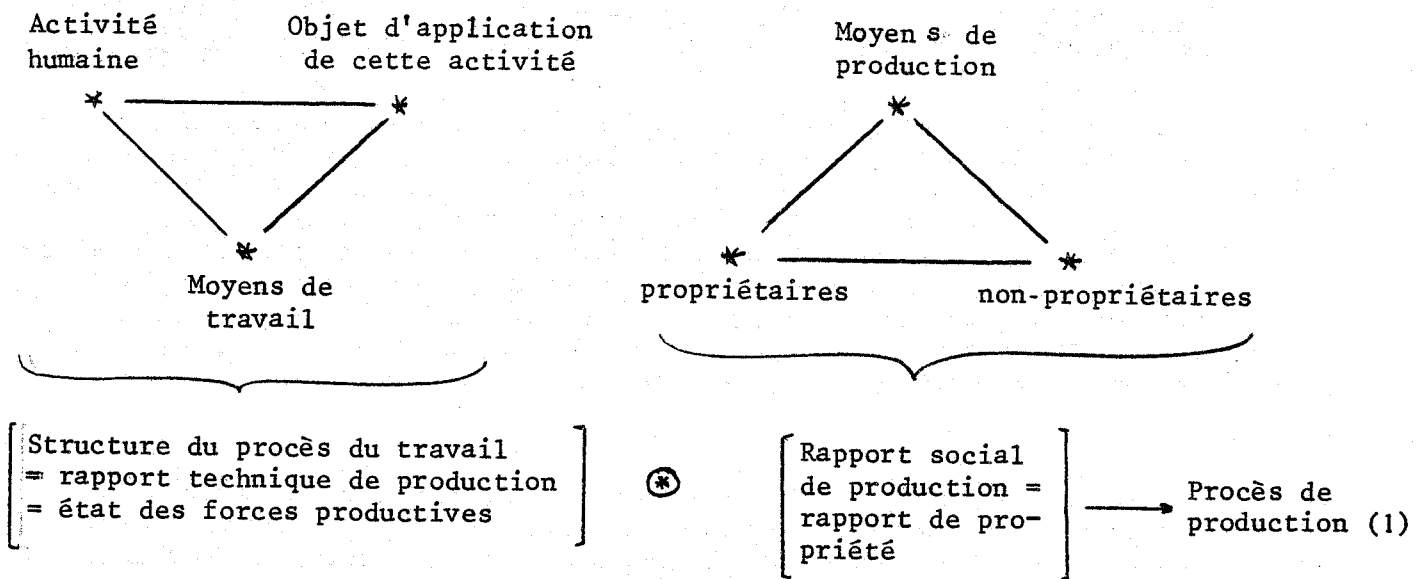 Activité
humaine
Objet d'application
de cette activité
Moyens de
production
Moyens de
travail
propriétaires
non-propriétaires
Structure du procès du travail
= rapport technique de production
= état des forces productives
Rapport social
de production =
rapport de pro-
priété
Procès de
production (1)